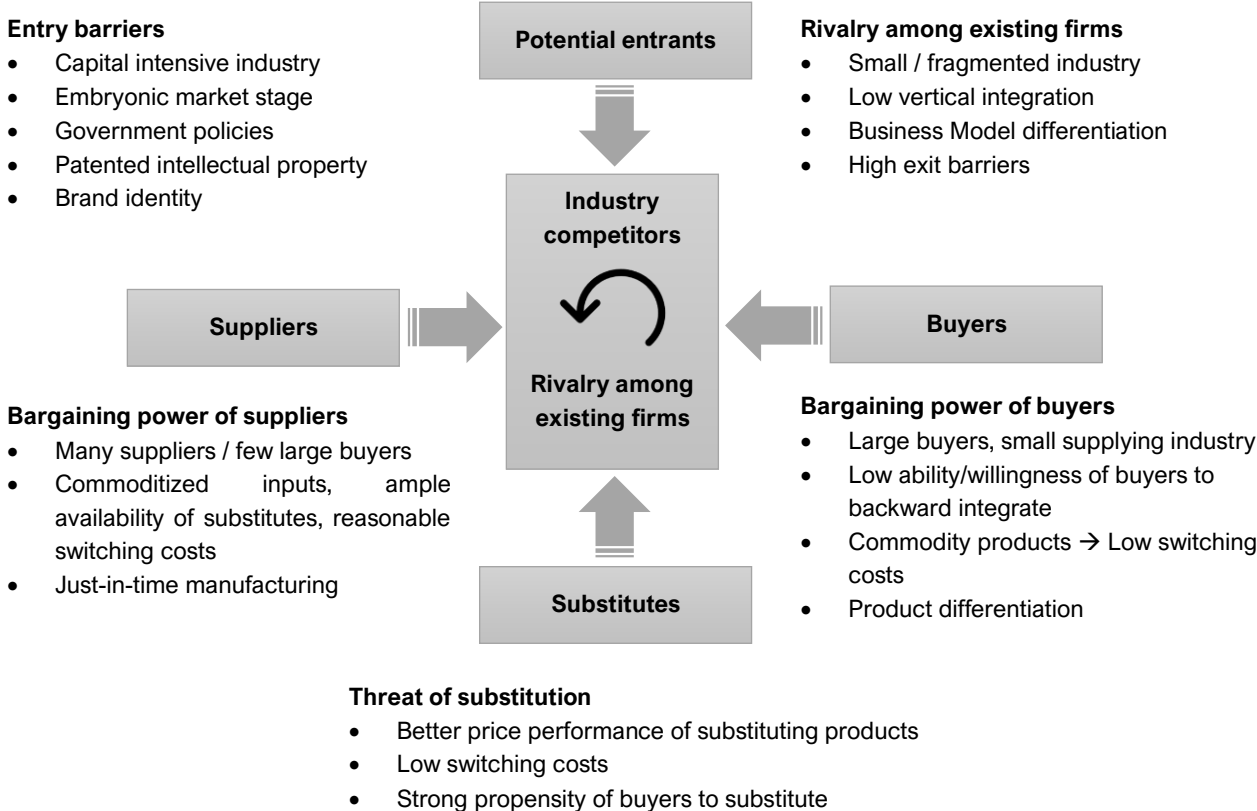 Entry barriers
• Capital intensive industry
• Embryonic market stage
• Government policies
• Patented intellectual property
• Brand identity
Potential entrants
Rivalry among existing firms
• Small / fragmented industry
• Low vertical integration
• Business Model differentiation
• High exit barriers
Industry
competitors
Rivalry among
existing firms
Suppliers
Buyers
Bargaining power of suppliers
• Many suppliers / few large buyers
• Commoditized inputs, ample
availability of substitutes, reasonable
switching costs
• Just-in-time manufacturing
Bargaining power of buyers
• Large buyers, small supplying industry
• Low ability/willingness of buyers to
backward integrate
• Commodity products → Low switching
costs
• Product differentiation
Substitutes
Threat of substitution
• Better price performance of substituting products
• Low switching costs
• Strong propensity of buyers to substitute